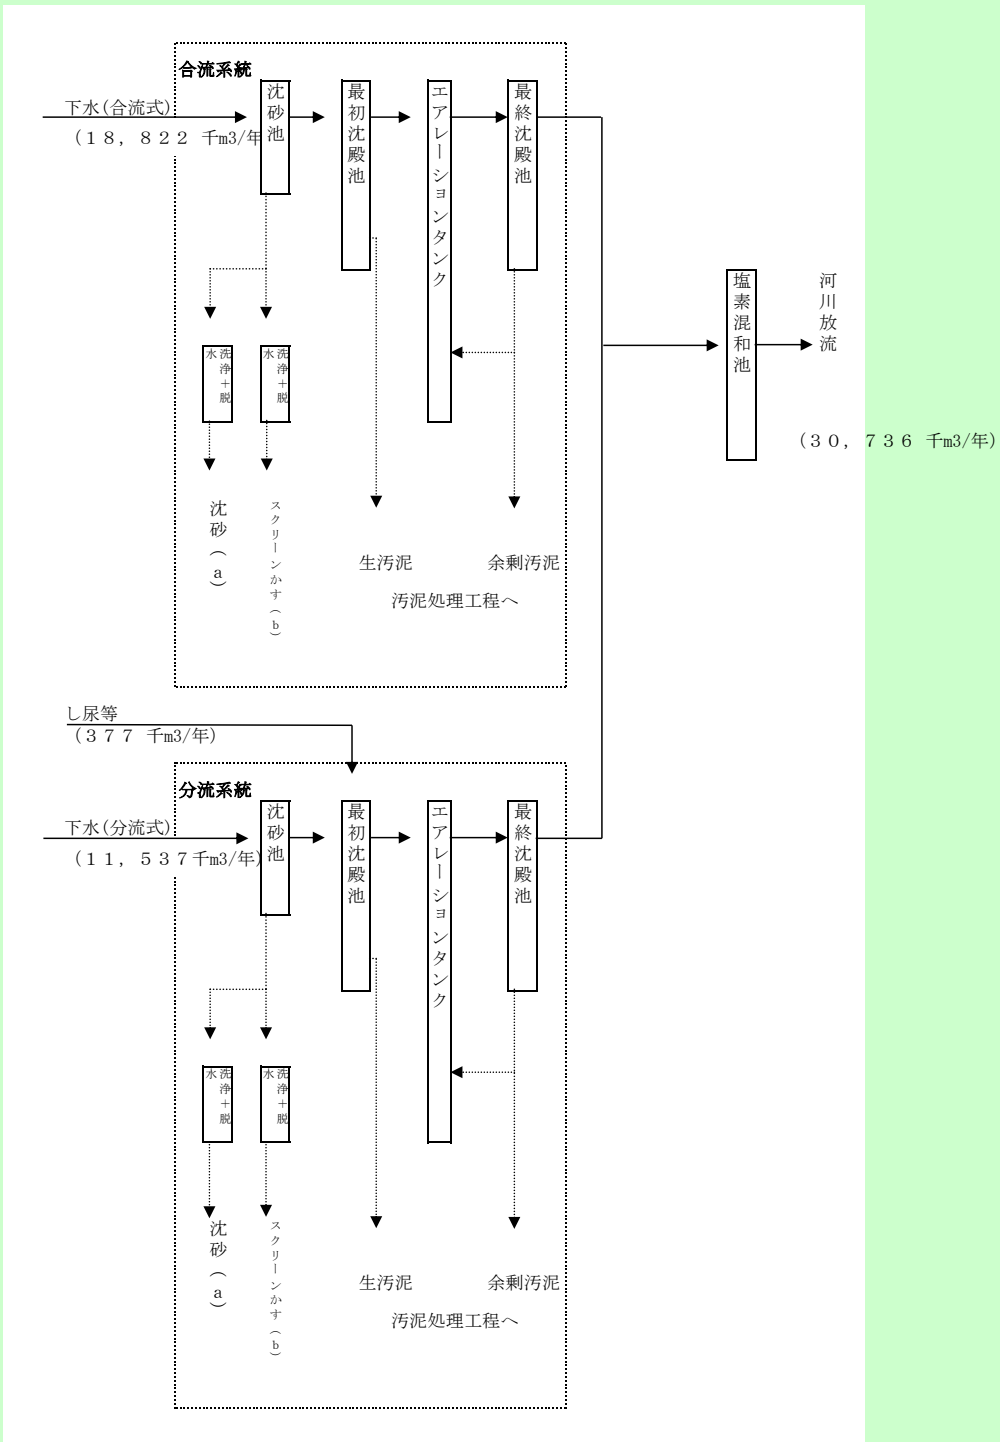 合流系統
下水(合流式)
(18, 822 千m3/年
沈砂池
最初沈殿池
エアレーションタンク
最終沈殿池
洗浄+脱水
洗浄+脱水
沈砂(a)
スクリーンかす(b)
生汚泥
余剰汚泥
汚泥処理工程へ
塩素混和池
河川放流
(30, 736 千m3/年)
し尿等
(377 千m3/年)
分流系統
下水(分流式)
(11, 537千m3/年)
沈砂池
最初沈殿池
エアレーションタンク
最終沈殿池
洗浄+脱水
洗浄+脱水
沈砂(a)
スクリーンかす(b)
生汚泥
余剰汚泥
汚泥処理工程へ